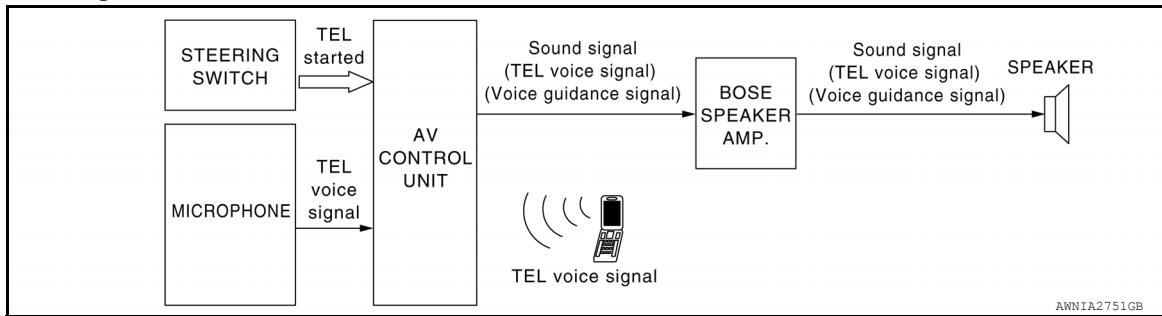 STEERING
SWITCH
TEL
started
MICROPHONE
TEL
voice
signal
AV
CONTROL
UNIT
Sound signal
(TEL voice signal)
(Voice guidance signal)
BOSE
SPEAKER
AMP.
Sound signal
(TEL voice signal)
(Voice guidance signal)
SPEAKER
TEL voice signal
AWNIA2751GB